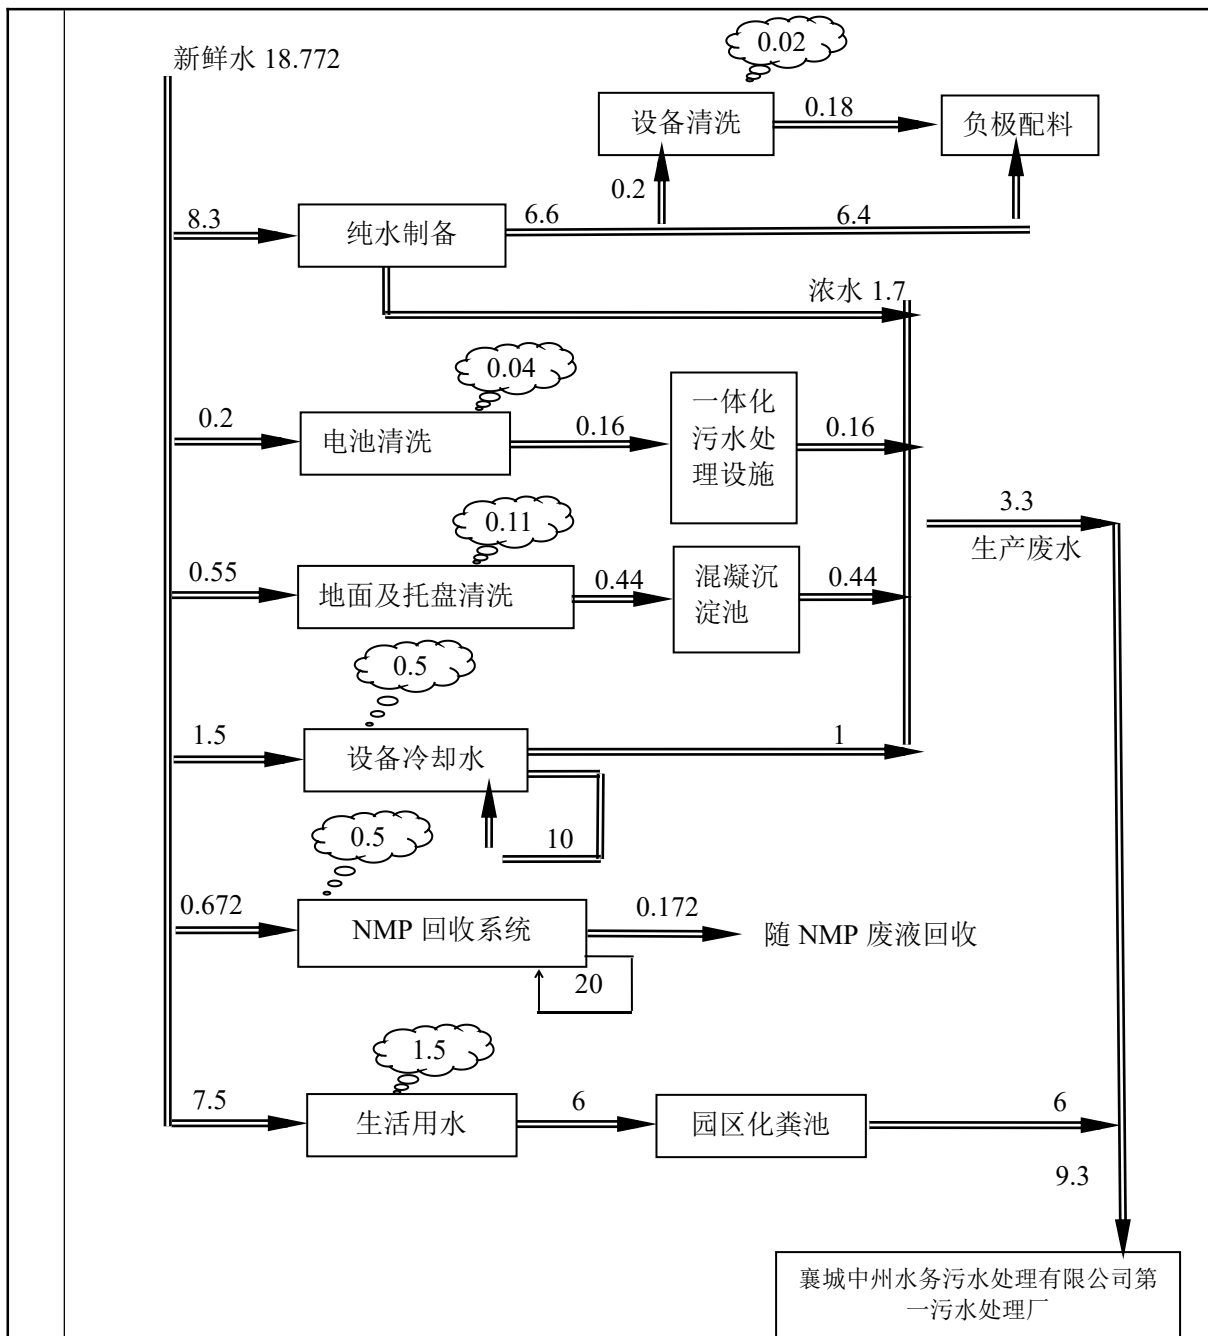 新鲜水 18.772
0.02
设备清洗
0.18
负极配料
0.2
8.3
纯水制备
6.6
6.4
浓水 1.7
0.04
0.2
电池清洗
0.16
一体化
污水处
理设施
0.16
0.11
3.3
生产废水
0.55
地面及托盘清洗
0.44
混凝沉
淀池
0.44
0.5
1.5
设备冷却水
1
10
0.5
0.672
NMP 回收系统
0.172
随 NMP 废液回收
20
1.5
7.5
生活用水
6
园区化粪池
6
9.3
襄城中州水务污水处理有限公司第
一污水处理厂